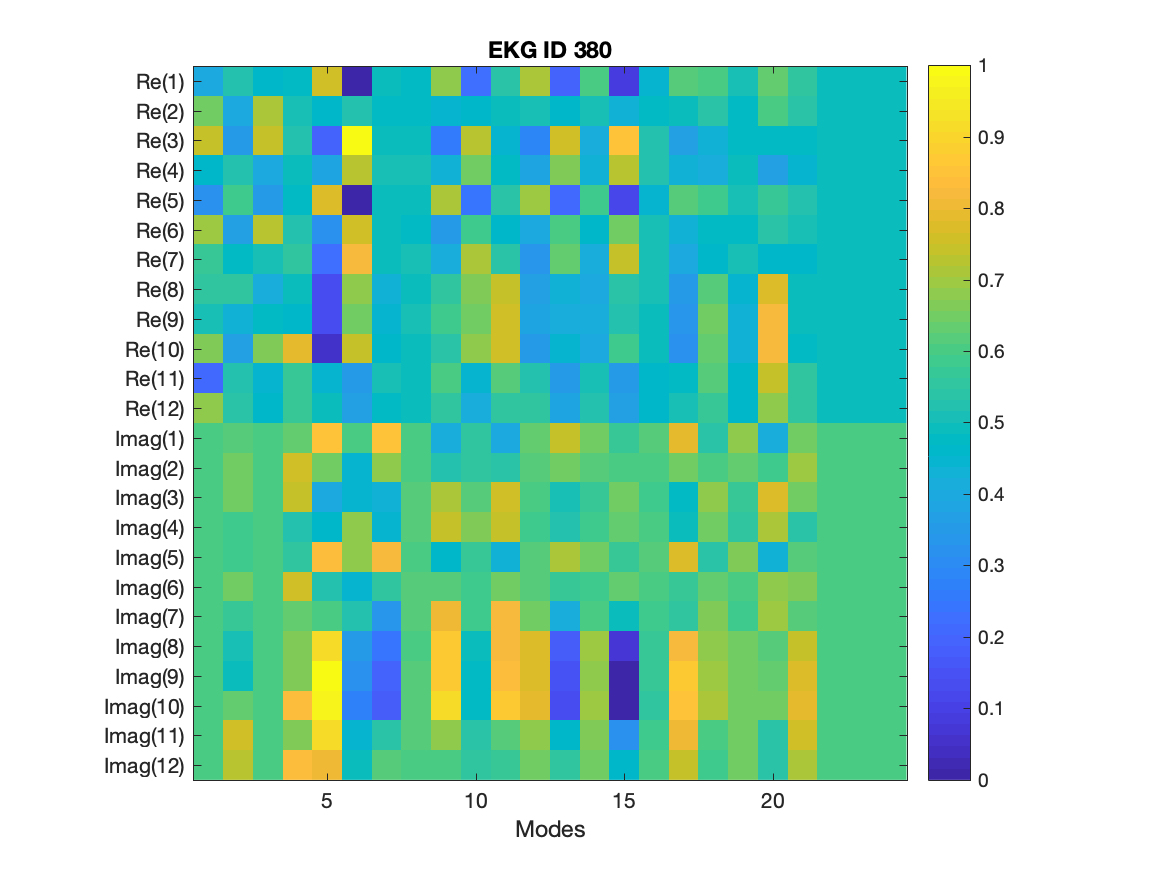 EKG ID 380
Re(1)
Re(2)
Re(3)
Re(4)
Re(5)
Re(6)
Re(7)
Re(8)
Re(9)
Re(10)
Re(11)
Re(12)
Imag(1)
Imag(2)
Imag(3)
Imag(4)
Imag(5)
Imag(6)
Imag(7)
Imag(8)
Imag(9)
Imag(10)
Imag(11)
Imag(12)
5 10 15 20
Modes
1
0.9
0.8
0.7
0.6
0.5
0.4
0.3
0.2
0.1
0